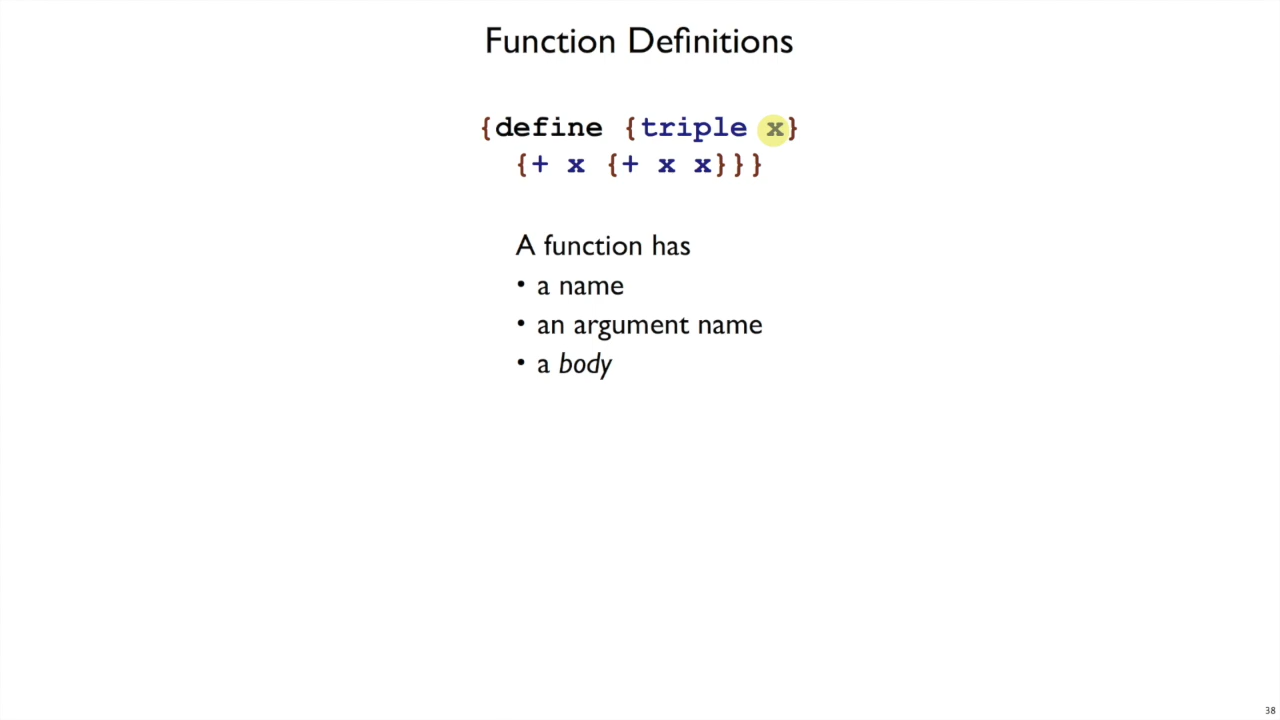 Function Definitions
{define {triple x}
{+ x {+ x x}}}
A function has
• a name
• an argument name
• a body
38